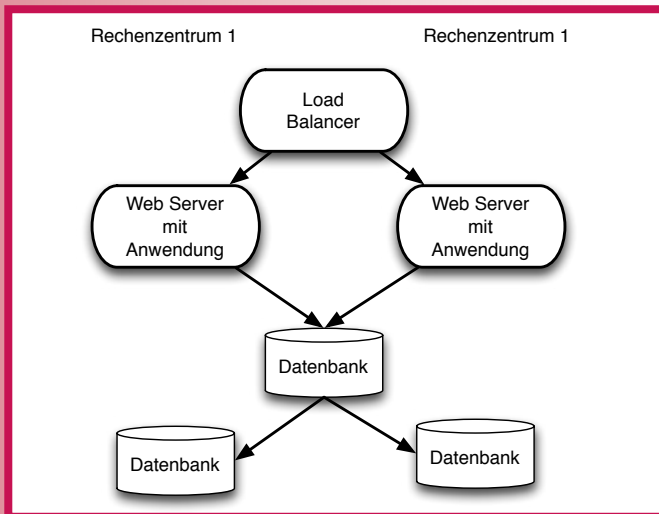 Rechenzentrum 1
Rechenzentrum 1
Load
Balancer
Web Server
mit
Anwendung
Web Server
mit
Anwendung
Datenbank
Datenbank
Datenbank